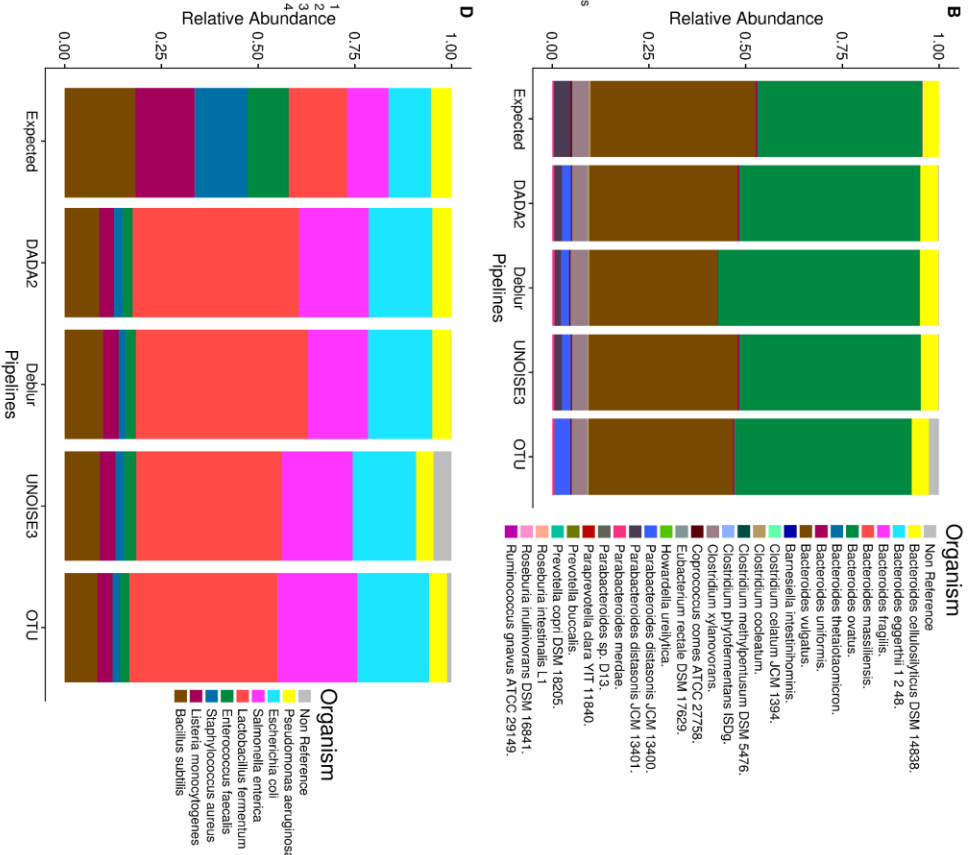 B
Relative Abundance
1.00
0.75
0.50
0.25
0.00
Expected
DADA2
Deblur
UNOISE3
OTU
Pipelines
Organism
Non Reference
Bacteroides cellulosilyticus DSM 14838.
Bacteroides eggerthii 1 2 48.
Bacteroides fragilis.
Bacteroides massiliensis.
Bacteroides ovatus.
Bacteroides thetaiotaomicron.
Bacteroides uniformis.
Bacteroides vulgatus.
Barnesiella intestinihominis.
Clostridium celatum JCM 1394.
Clostridium cocleatum.
Clostridium methylpentosum DSM 5476.
Clostridium phytofermentans ISDg.
Clostridium xylanovorans.
Coprococcus comes ATCC 27758.
Eubacterium rectale DSM 17629.
Howardella ureilytica.
Parabacteroides distasonis JCM 13400.
Parabacteroides distasonis JCM 13401.
Parabacteroides merdae.
Parabacteroides sp. D13.
Paraprevotella clara YIT 11840.
Prevotella buccalis.
Prevotella copri DSM 18205.
Roseburia intestinalis L1
Roseburia inulinivorans DSM 16841.
Ruminococcus gnavus ATCC 29149.
s
D
Relative Abundance
1.00
0.75
0.50
0.25
0.00
Expected
DADA2
Deblur
UNOISE3
OTU
Pipelines
Organism
Non Reference
Pseudomonas aeruginosa
Escherichia coli
Salmonella enterica
Lactobacillus fermentum
Enterococcus faecalis
Staphylococcus aureus
Listeria monocytogenes
Bacillus subtilis
1
2
3
4